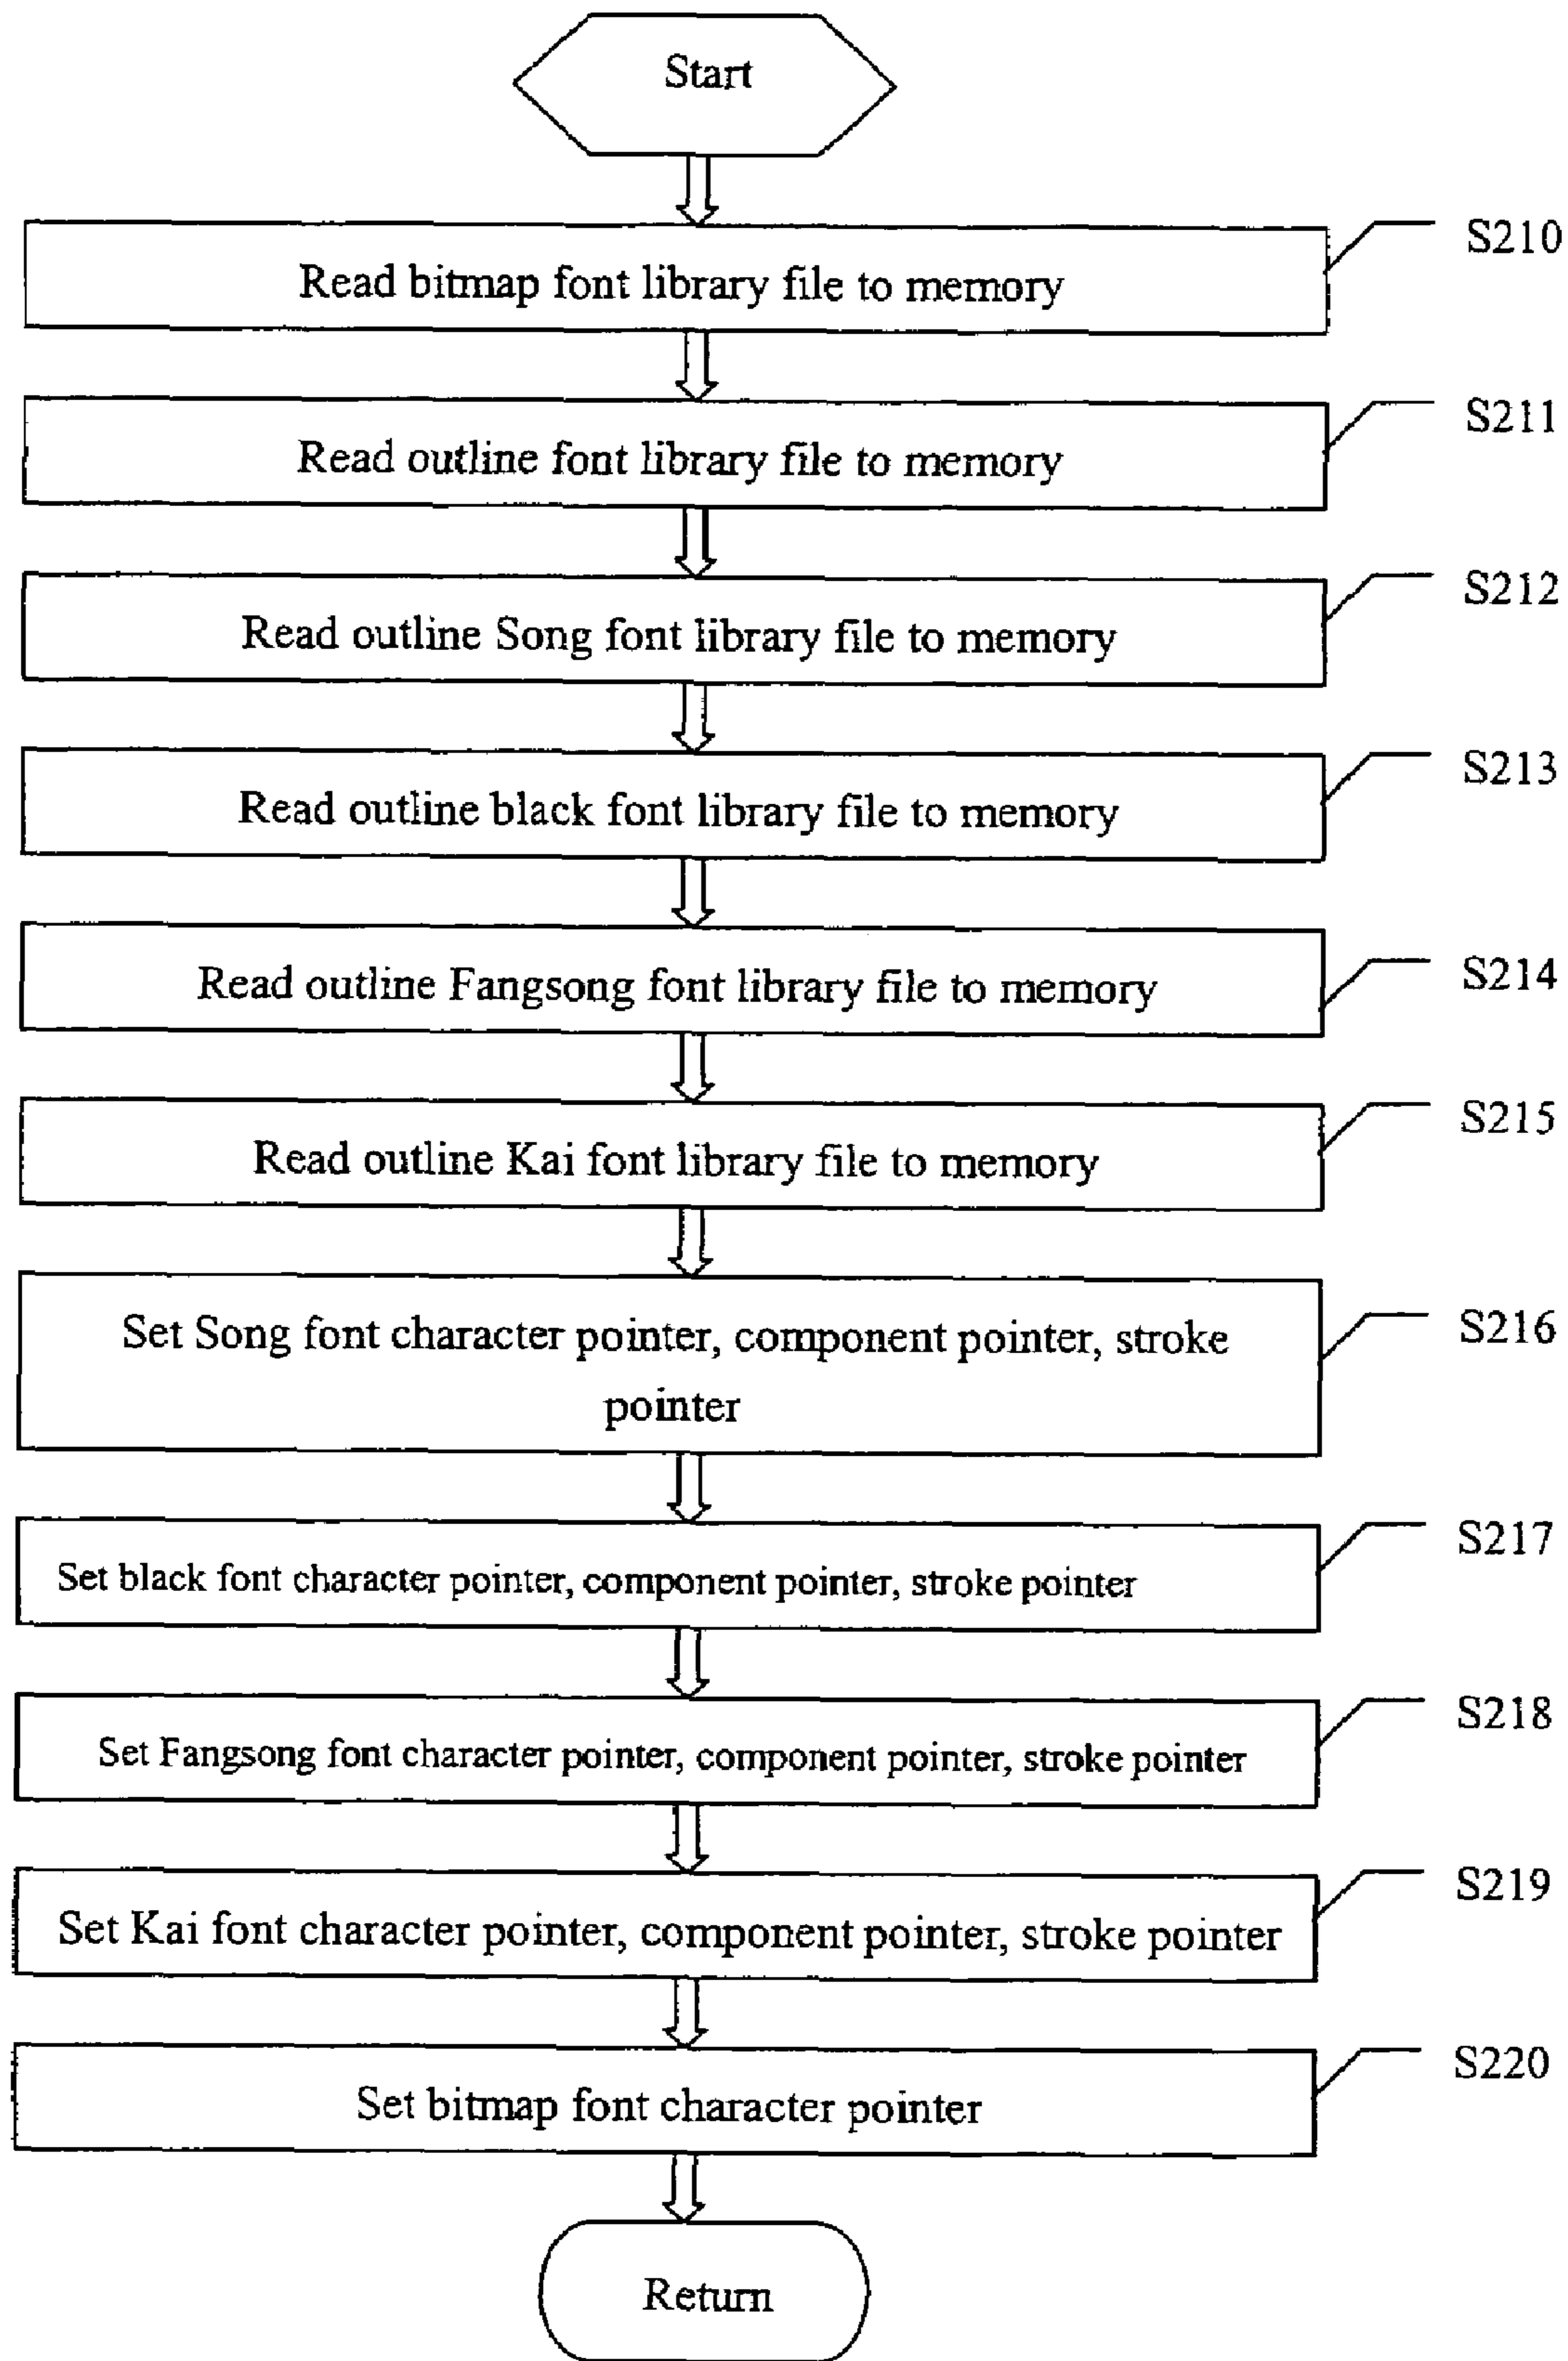 Start
S210
Read bitmap font library file to memory
S211
Read outline font library file to memory
S212
Read outline Song font library file to memory
S213
Read outline black font library file to memory
S214
Read outline Fangsong font library file to memory
S215
Read outline Kai font library file to memory
S216
Set Song font character pointer, component pointer, stroke
pointer
S217
Set black font character pointer, component pointer, stroke pointer
S218
Set Fangsong font character pointer, component pointer, stroke pointer
S219
Set Kai font character pointer, component pointer, stroke pointer
S220
Set bitmap font character pointer
Return